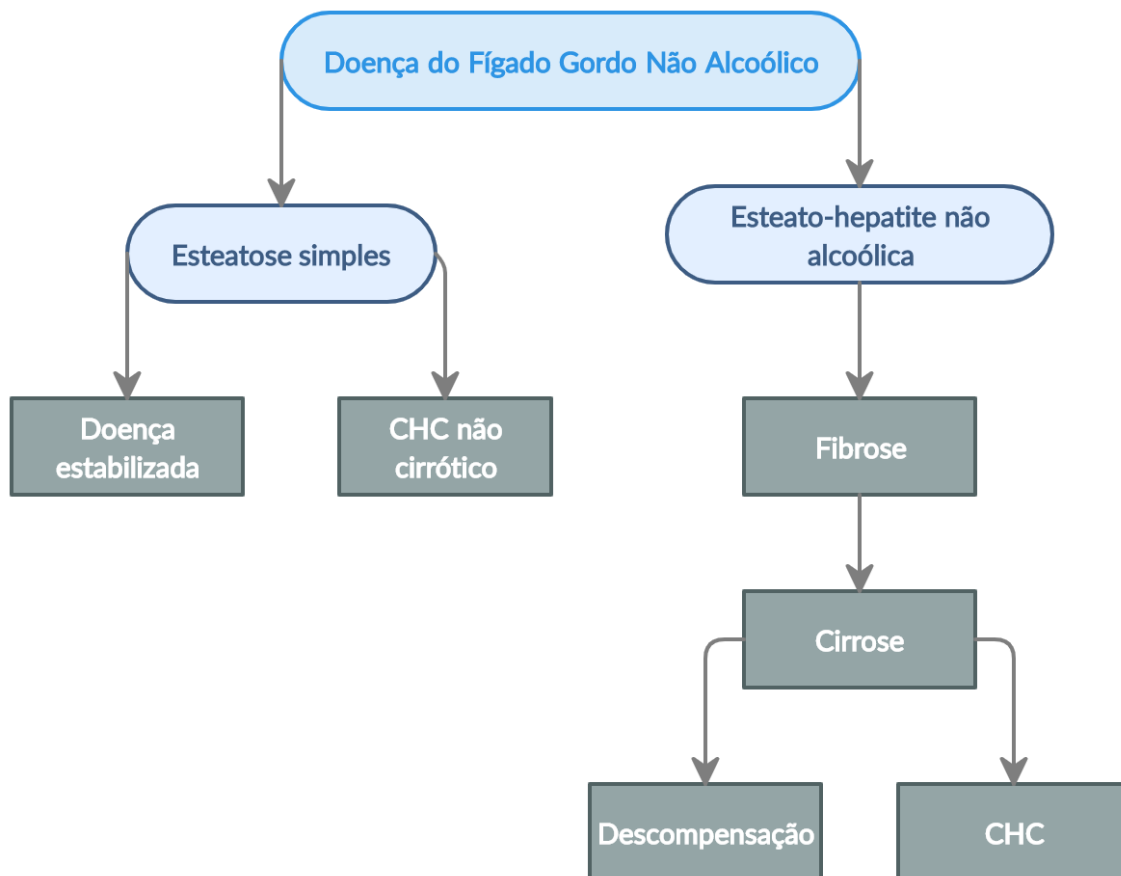 Doença do Fígado Gordo Não Alcoólico
Esteatose simples
Esteato-hepatite não
alcoólica
Doença
estabilizada
CHC não
cirrótico
Fibrose
Cirrose
Descompensação
CHC